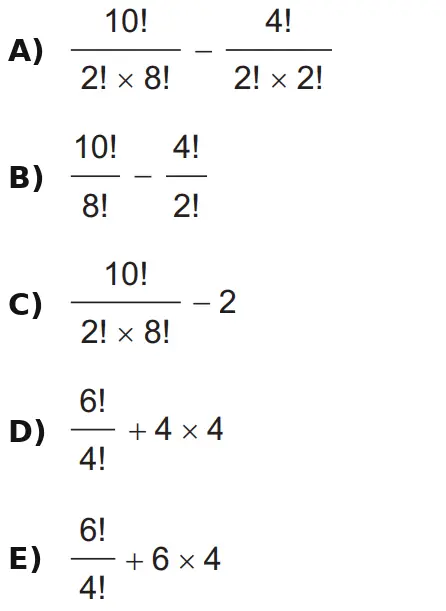 A) 10!/(2! × 8!) − 4!/(2! × 2!)
B) 10!/8! − 4!/2!
C) 10!/(2! × 8!) − 2
D) 6!/4! + 4 × 4
E) 6!/4! + 6 × 4